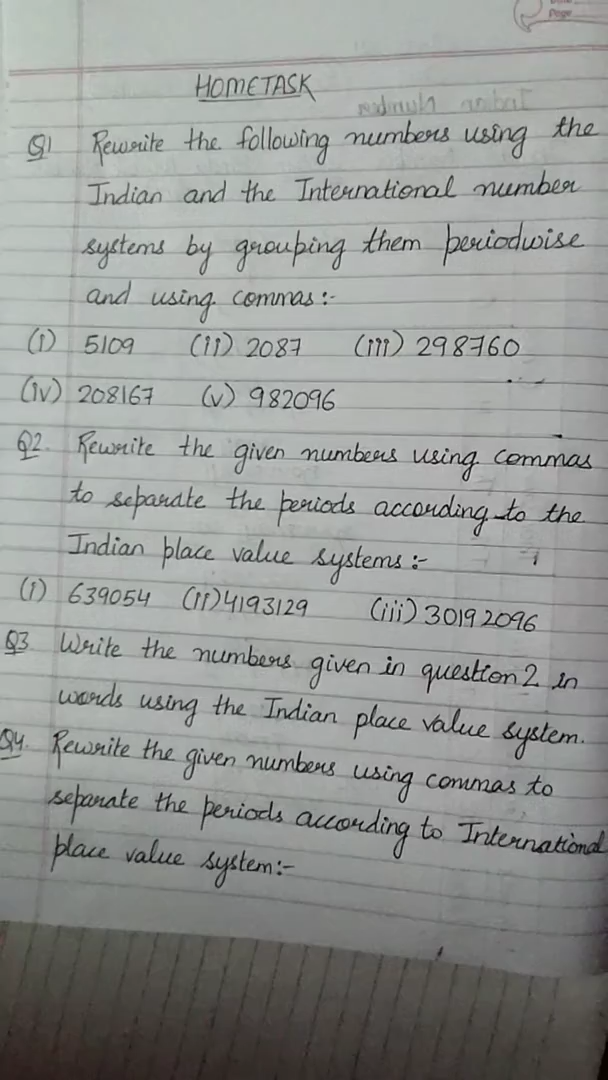 Page
HOMETASK
Q1 Rewrite the following numbers using the
Indian and the International number
systems by grouping them periodwise
and using commas:-
(i) 5109 (ii) 2087 (iii) 298760
(iv) 208167 (v) 982096
Q2. Rewrite the given numbers using commas
to separate the periods according to the
Indian place value systems:-
(i) 639054 (ii) 4193129 (iii) 30192096
Q3 Write the numbers given in question 2 in
words using the Indian place value system.
Q4. Rewrite the given numbers using commas to
separate the periods according to International
place value system:-